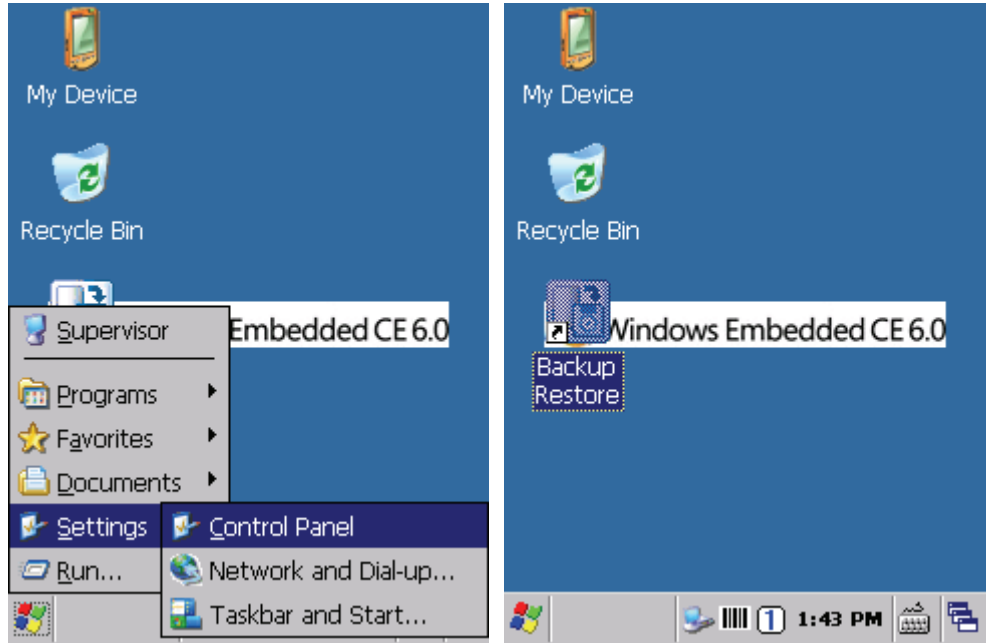 My Device
Recycle Bin
Embedded CE 6.0
Supervisor
Programs
Favorites
Documents
Settings
Run...
Control Panel
Network and Dial-up...
Taskbar and Start...
My Device
Recycle Bin
Windows Embedded CE 6.0
Backup
Restore
1
1:43 PM